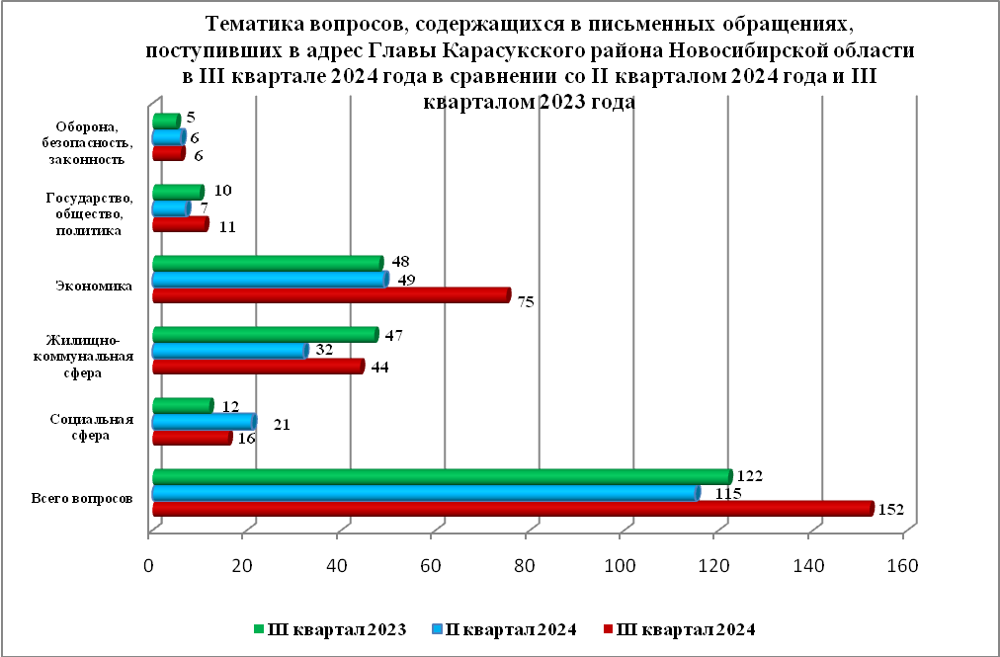 Тематика вопросов, содержащихся в письменных обращениях,
поступивших в адрес Главы Карасукского района Новосибирской области
в III квартале 2024 года в сравнении со II кварталом 2024 года и III
кварталом 2023 года
Оборона,
безопасность,
законность
5
6
6
Государство,
общество,
политика
10
7
11
Экономика
48
49
75
Жилищно-
коммунальная
сфера
47
32
44
Социальная
сфера
12
21
16
Всего вопросов
122
115
152
0 20 40 60 80 100 120 140 160
III квартал 2023 II квартал 2024 III квартал 2024